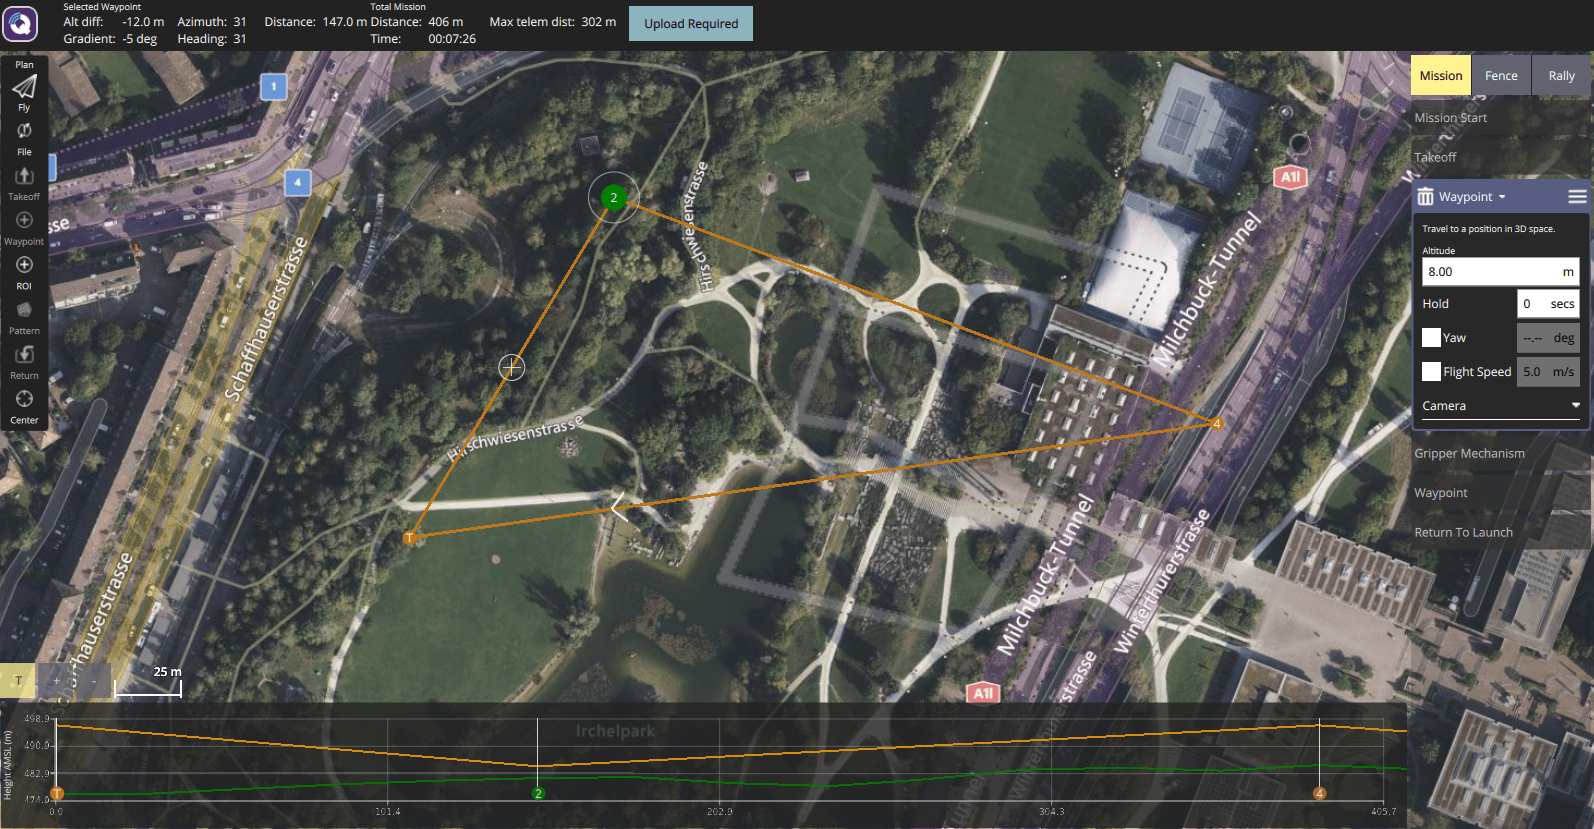 Selected Waypoint
Alt diff: -12.0 m Azimuth: 31 Distance: 147.0 m
Gradient: -5 deg Heading: 31
Total Mission
Distance: 406 m Max telem dist: 302 m
Time: 00:07:26
Upload Required
Plan
Fly
File
Takeoff
Waypoint
ROI
Pattern
Return
Center
Mission Fence Rally
Mission Start
Takeoff
Waypoint
Travel to a position in 3D space.
Altitude
8.00 m
Hold 0 secs
Yaw --.-- deg
Flight Speed 5.0 m/s
Camera
Gripper Mechanism
Waypoint
Return To Launch
1
4
2
4
T
A1l
A1l
Schaffhauserstrasse
Schaffhauserstrasse
Hirschwiesenstrasse
Hirschwiesenstrasse
Milchbuck-Tunnel
Milchbuck-Tunnel
Winterthurerstrasse
T + -
25 m
Irchelpark
Height AMSL (m)
498.9
490.9
482.9
474.9
T 2 4
0.0 101.4 202.9 304.3 405.7